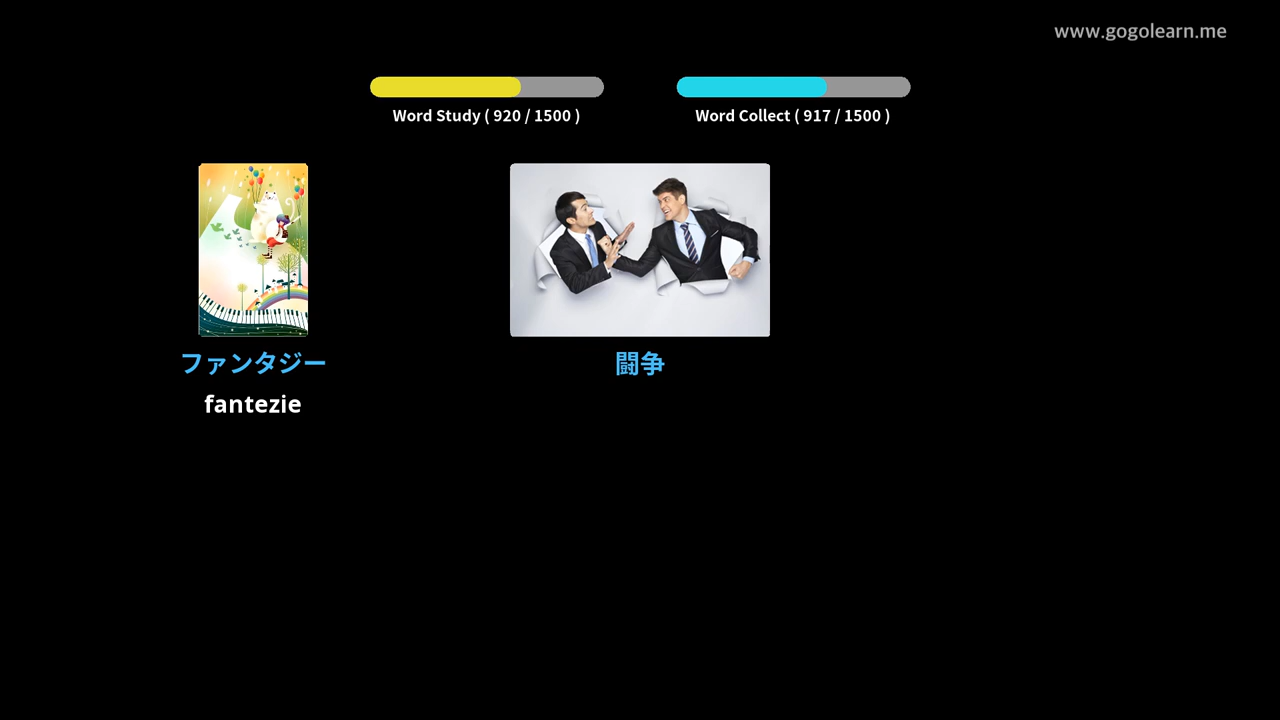 www.gogolearn.me
Word Study ( 920 / 1500 )
Word Collect ( 917 / 1500 )
ファンタジー
闘争
fantezie